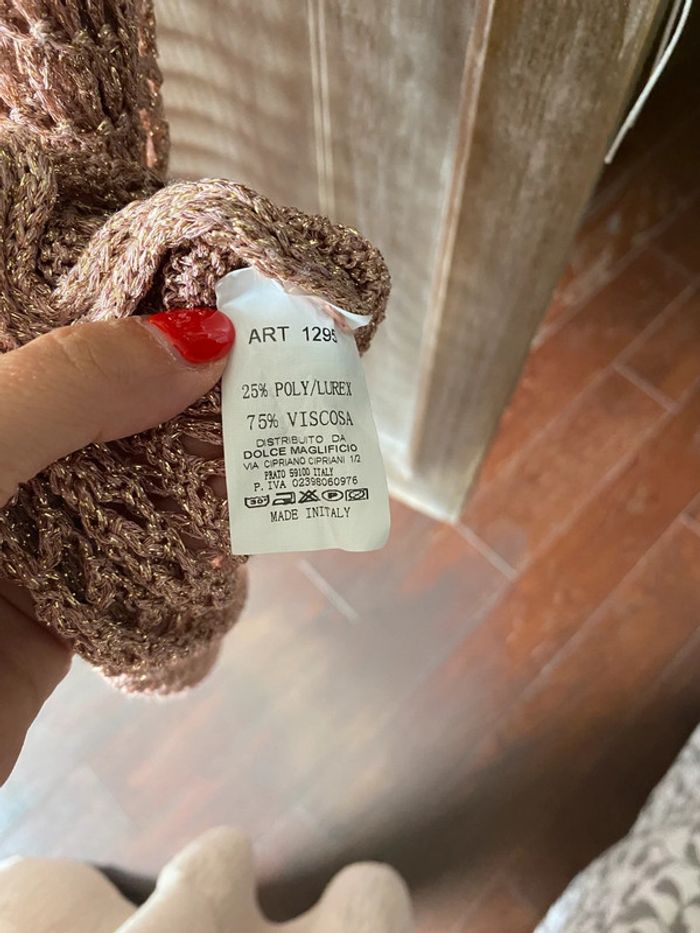 ART 1295
25% POLY/LUREX
75% VISCOSA
DISTRIBUITO DA
DOLCE MAGLIFICIO
VIA CIPRIANO CIPRIANI 1/2
PRATO 59100 ITALY
P. IVA 02398060976
30° P
MADE INITALY